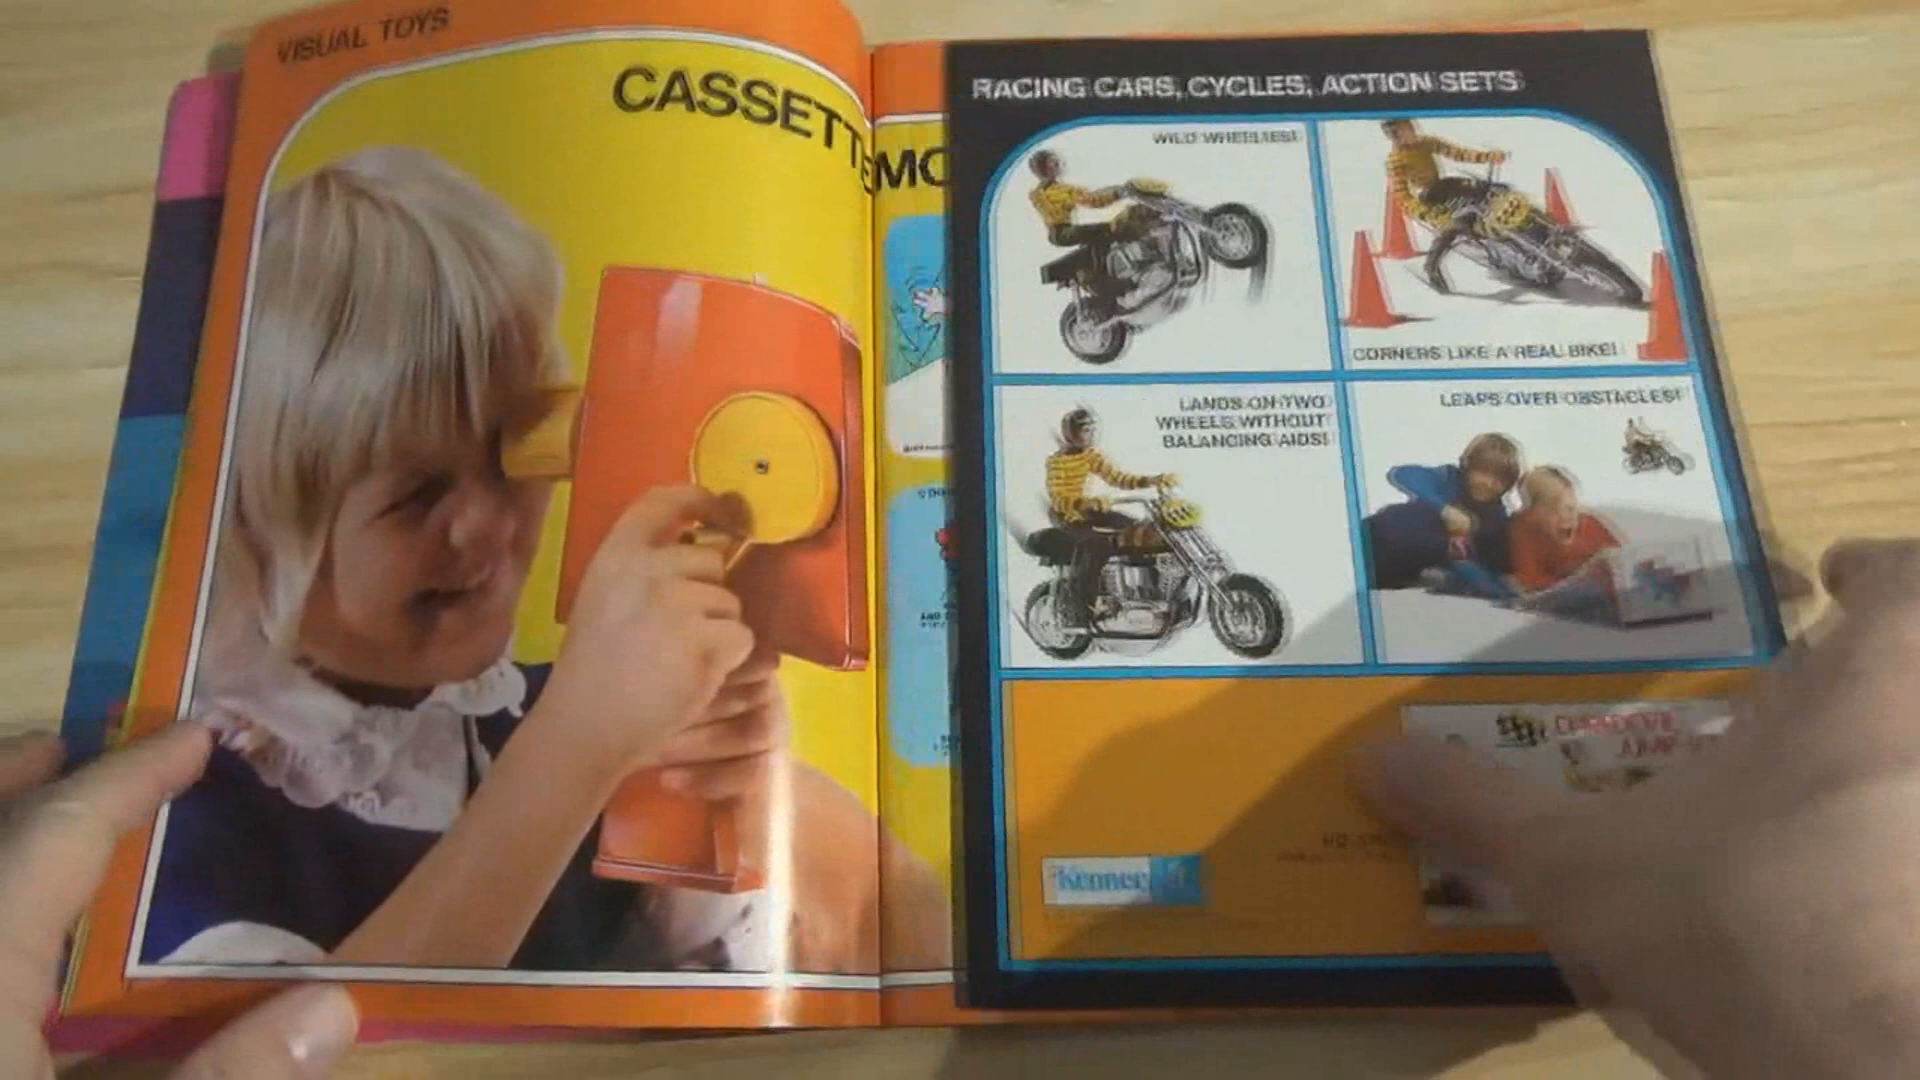 VISUAL TOYS
CASSETTE
MO
RACING CARS, CYCLES, ACTION SETS
WILD WHEELIES!
CORNERS LIKE A REAL BIKE!
LANDS ON TWO
WHEELS WITHOUT
BALANCING AIDS!
LEAPS OVER OBSTACLES!
Kenner